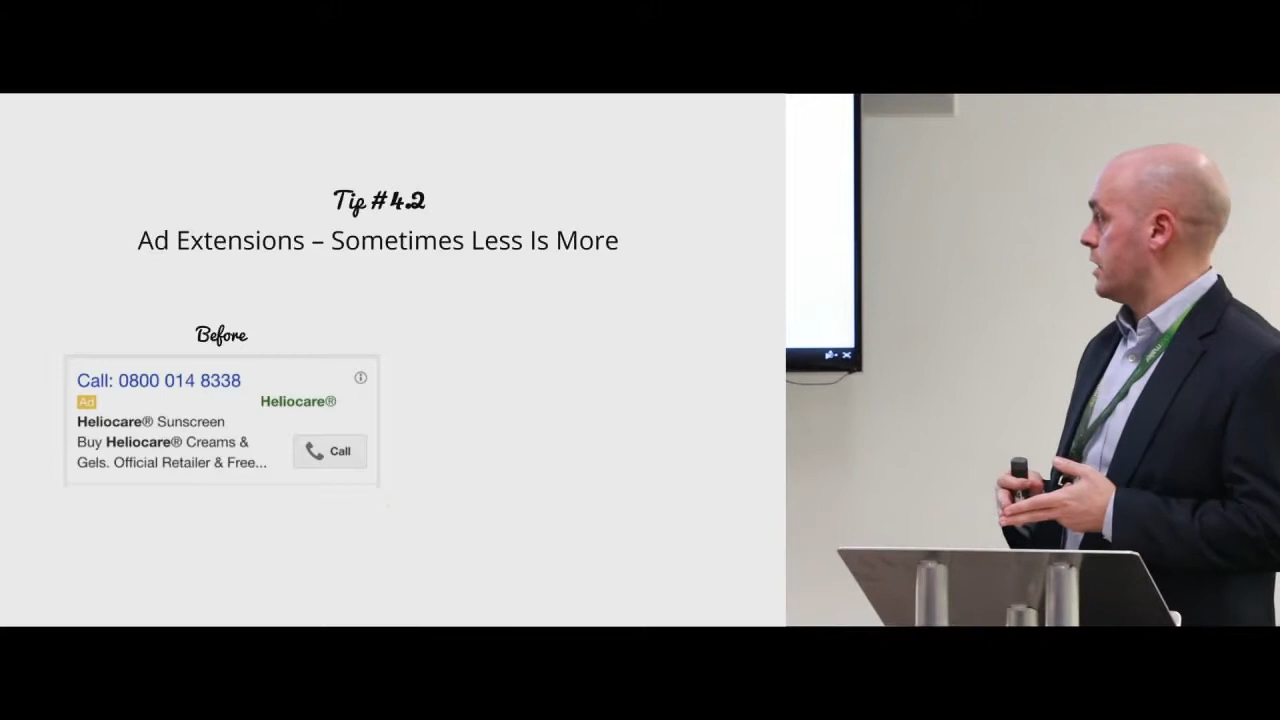 Tip #4.2
Ad Extensions – Sometimes Less Is More
Before
Call: 0800 014 8338
Ad
Heliocare®
Heliocare® Sunscreen
Buy Heliocare® Creams &
Gels. Official Retailer & Free...
Call